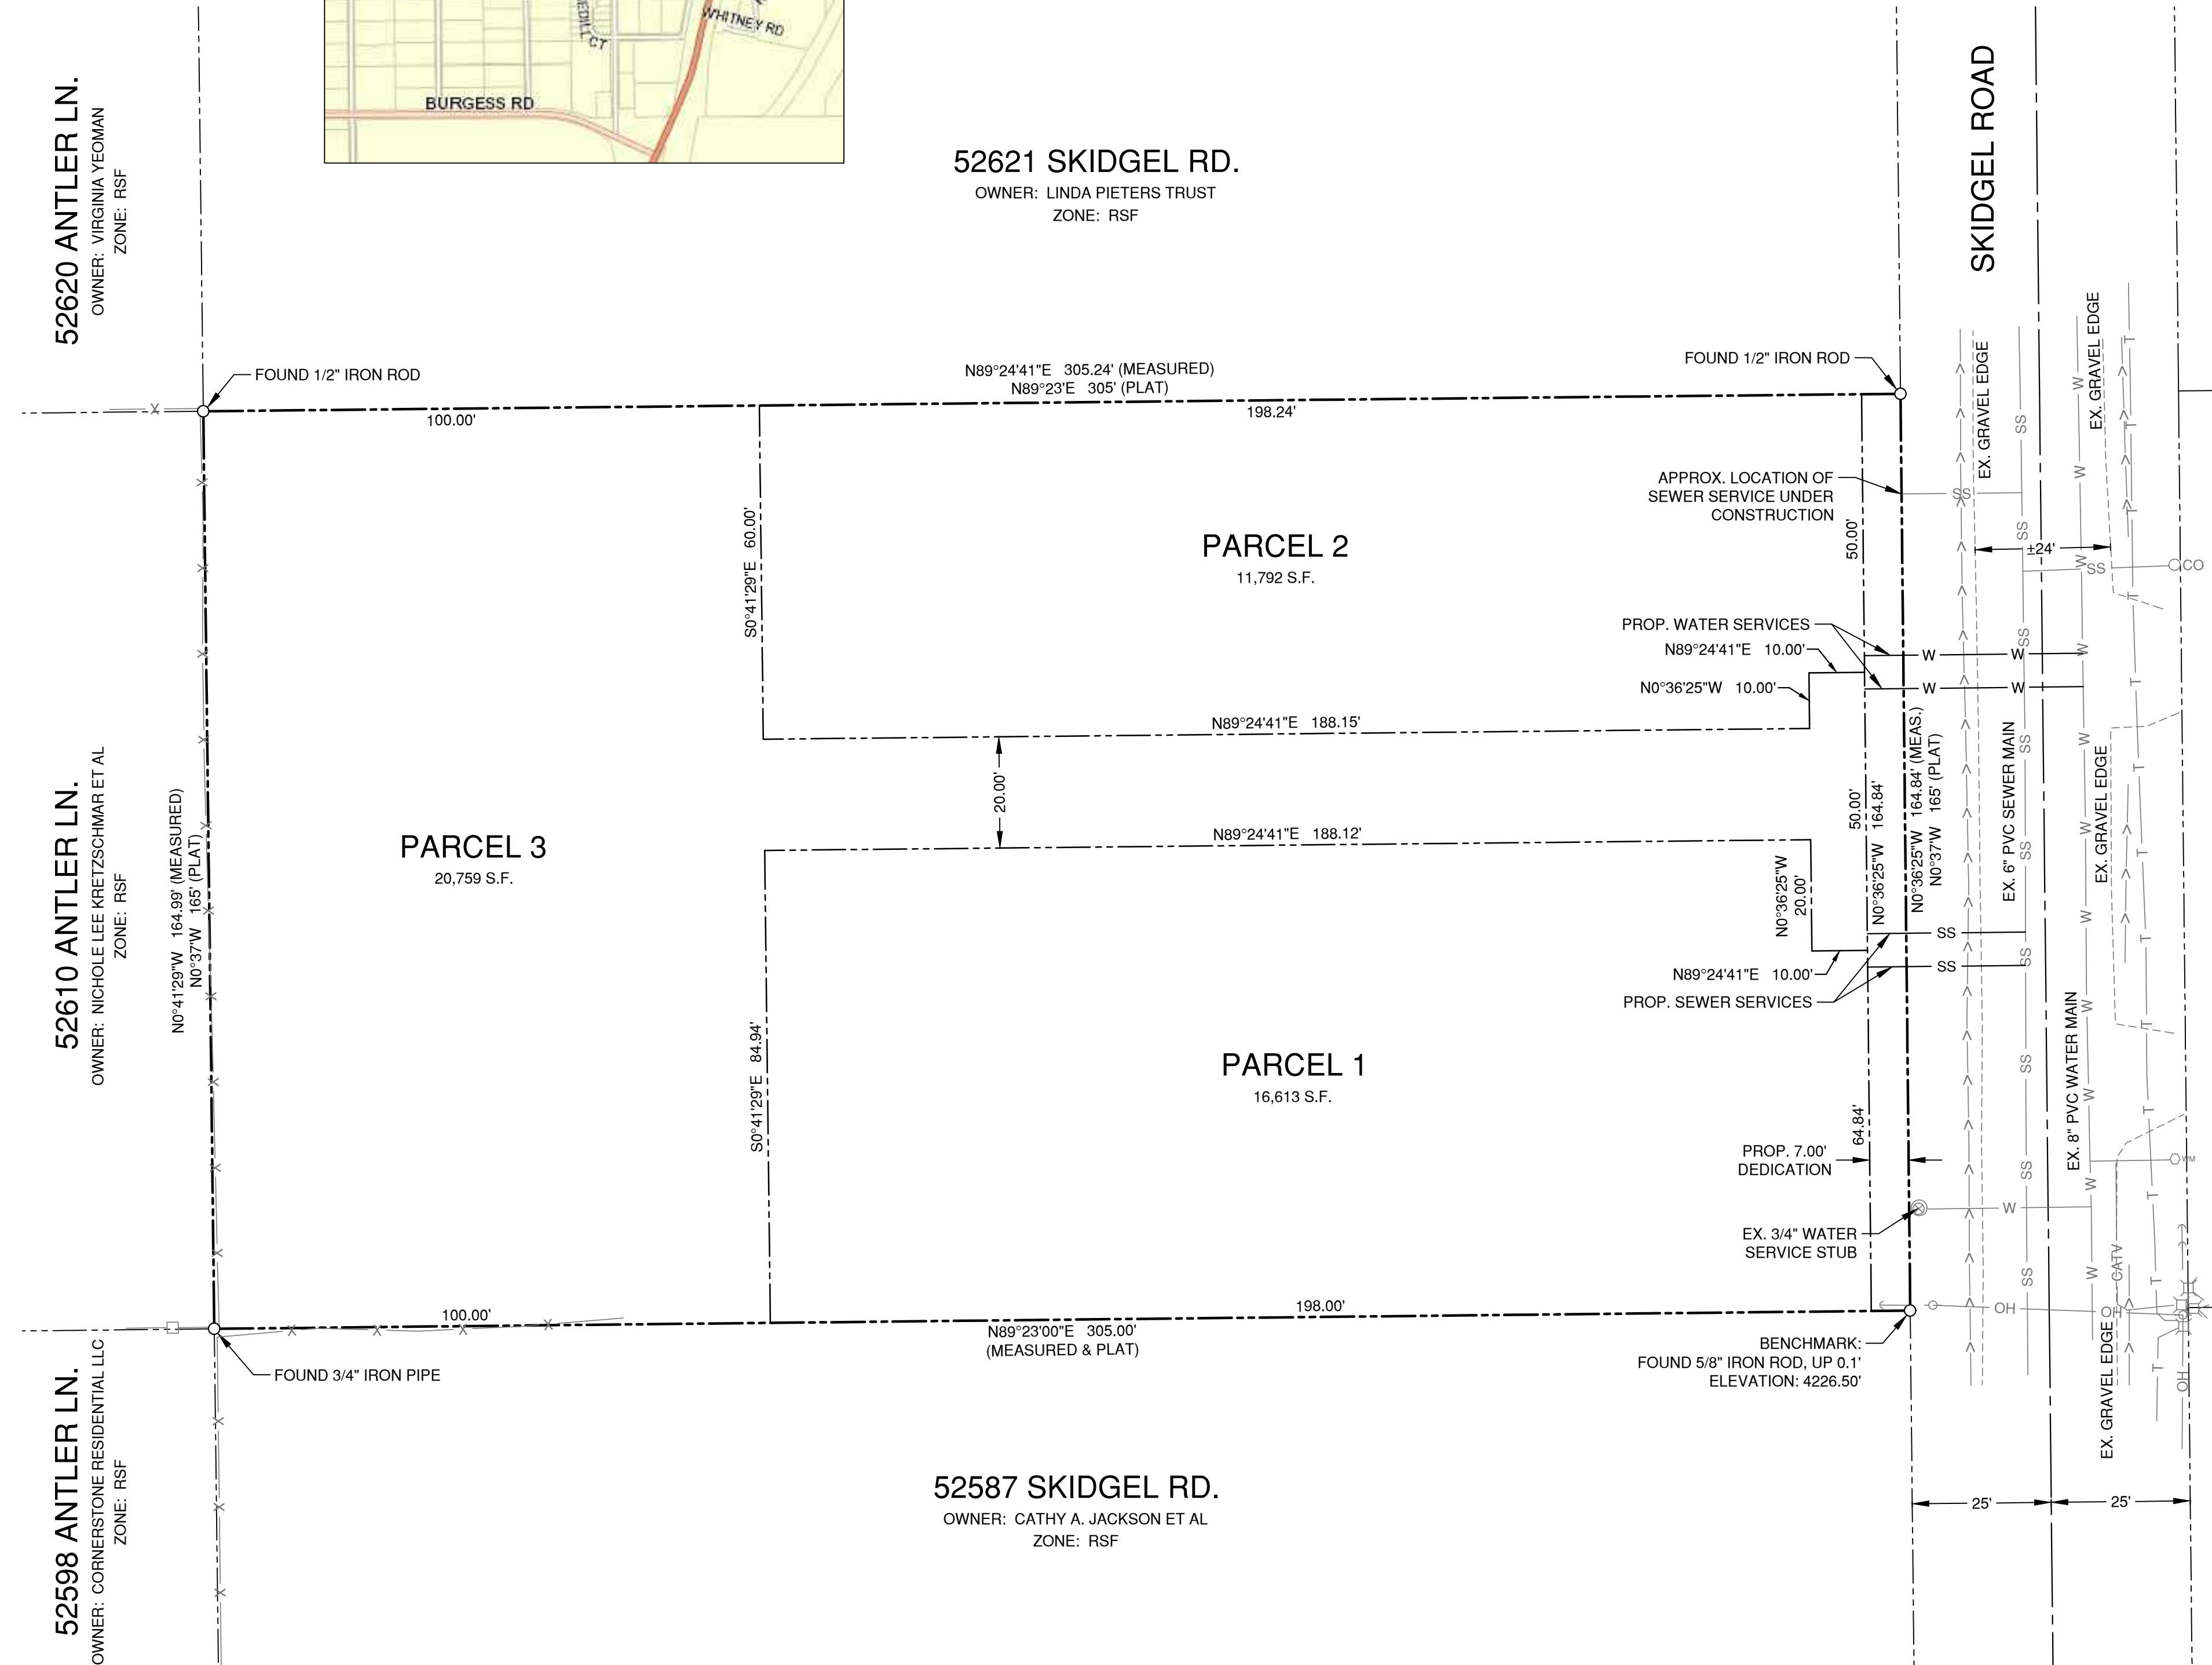 WHITNEY RD
CT
BURGESS RD
52620 ANTLER LN.
OWNER: VIRGINIA YEOMAN
ZONE: RSF
52621 SKIDGEL RD.
OWNER: LINDA PIETERS TRUST
ZONE: RSF
SKIDGEL ROAD
FOUND 1/2" IRON ROD
N89°24'41"E 305.24' (MEASURED)
N89°23'E 305' (PLAT)
FOUND 1/2" IRON ROD
100.00'
198.24'
EX. GRAVEL EDGE
EX. GRAVEL EDGE
APPROX. LOCATION OF
SEWER SERVICE UNDER
CONSTRUCTION
50.00'
S0°41'29"E 60.00'
PARCEL 2
11,792 S.F.
±24'
SS
SS
CO
PROP. WATER SERVICES
N89°24'41"E 10.00'
N0°36'25"W 10.00'
W
W
W
W
N89°24'41"E 188.15'
20.00'
N89°24'41"E 188.12'
52610 ANTLER LN.
OWNER: NICHOLE LEE KRETZSCHMAR ET AL
ZONE: RSF
N0°41'29"W 164.99' (MEASURED)
N0°37'W 165' (PLAT)
PARCEL 3
20,759 S.F.
50.00'
N0°36'25"W 164.84'
N0°36'25"W 164.84' (MEAS.)
N0°37'W 165' (PLAT)
EX. 6" PVC SEWER MAIN
EX. GRAVEL EDGE
N0°36'25"W
20.00'
SS
SS
N89°24'41"E 10.00'
PROP. SEWER SERVICES
S0°41'29"E 84.94'
PARCEL 1
16,613 S.F.
64.84'
EX. 8" PVC WATER MAIN
PROP. 7.00'
DEDICATION
WM
EX. 3/4" WATER
SERVICE STUB
W
CATV
OH
OH
OH
100.00'
198.00'
N89°23'00"E 305.00'
(MEASURED & PLAT)
FOUND 3/4" IRON PIPE
BENCHMARK:
FOUND 5/8" IRON ROD, UP 0.1'
ELEVATION: 4226.50'
EX. GRAVEL EDGE
52598 ANTLER LN.
OWNER: CORNERSTONE RESIDENTIAL LLC
ZONE: RSF
52587 SKIDGEL RD.
OWNER: CATHY A. JACKSON ET AL
ZONE: RSF
25'
25'